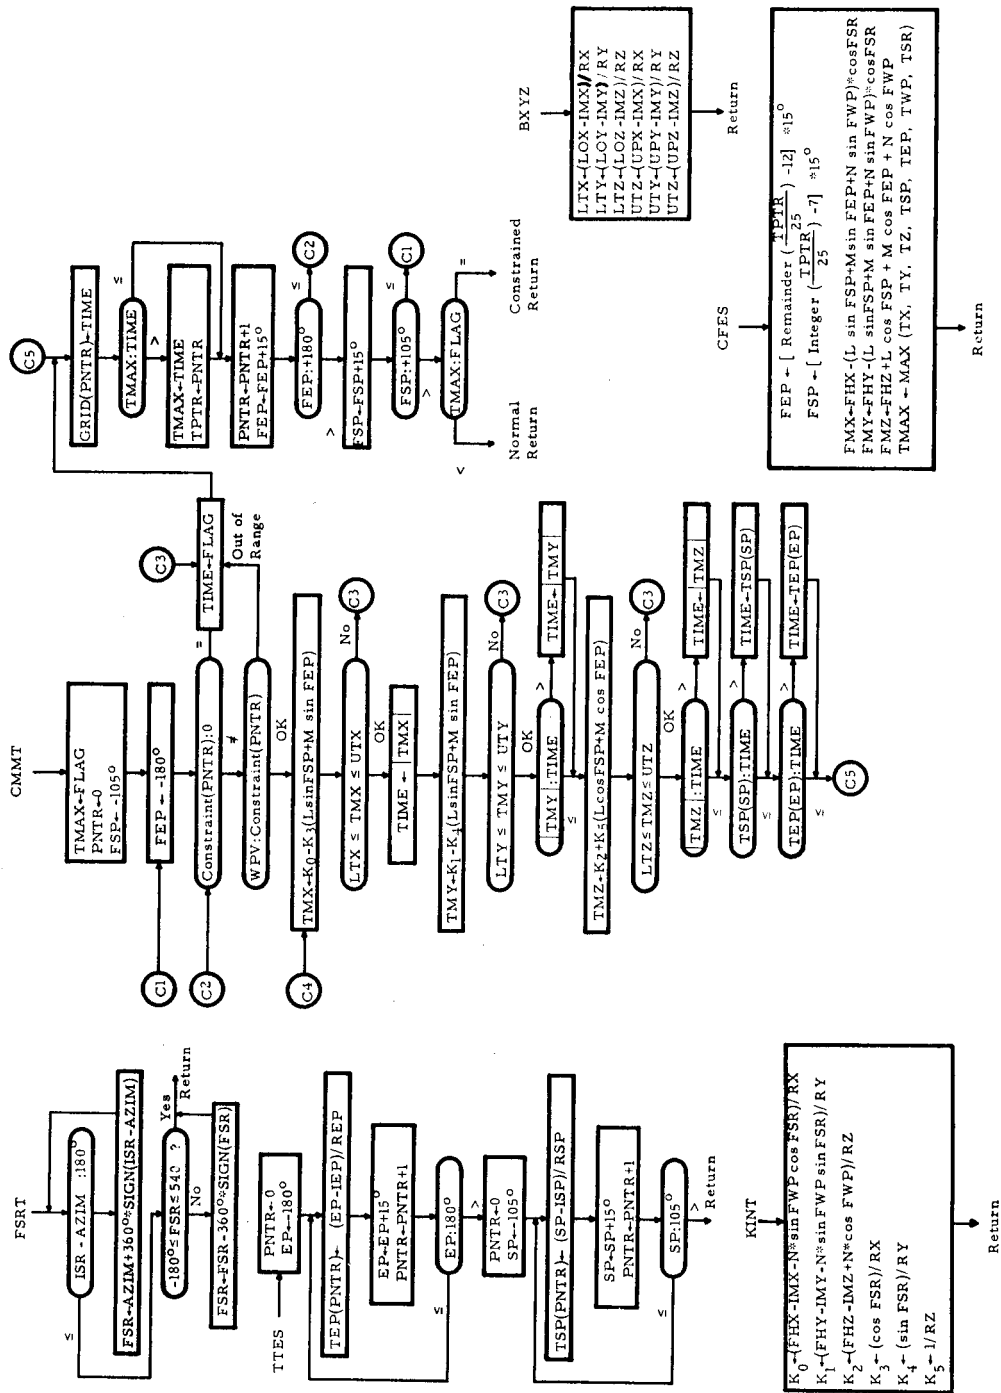 FSRT
ISR - AZIM :180°
≤
FSR←AZIM+360°*SIGN(ISR-AZIM)
-180°≤FSR≤540 ?
Yes
Return
No
FSR←FSR-360°*SIGN(FSR)
TTES
PNTR←0
EP←-180°
TEP(PNTR)← (EP-IEP)/REP
EP←EP+15°
PNTR←PNTR+1
EP:180°
≤
>
PNTR←0
SP←-105°
TSP(PNTR)← (SP-ISP)/RSP
SP←SP+15°
PNTR←PNTR+1
SP:105°
≤
>
Return
KINT
K0←(FHX-IMX-N*sin FWP cos FSR)/RX
K1←(FHY-IMY-N*sin FWP sin FSR)/RY
K2←(FHZ-IMZ+N*cos FWP)/RZ
K3←(cos FSR)/RX
K4←(sin FSR)/RY
K5←1/RZ
Return
CMMT
TMAX←FLAG
PNTR←0
FSP← -105°
C1
FEP ← -180°
C2
Constraint(PNTR):0
=
≠
C3
TIME←FLAG
Out of
Range
WPV:Constraint(PNTR)
OK
C4
TMX←K0-K3(LsinFSP+M sin FEP)
LTX ≤ TMX ≤ UTX
No
C3
OK
TIME ← |TMX|
TMY←K1-K4(LsinFSP+M sin FEP)
LTY ≤ TMY ≤ UTY
No
C3
OK
|TMY|:TIME
>
TIME←|TMY|
≤
TMZ←K2+K5(LcosFSP+M cos FEP)
LTZ≤TMZ≤UTZ
No
C3
OK
|TMZ|:TIME
>
TIME←|TMZ|
≤
TSP(SP):TIME
>
TIME←TSP(SP)
≤
TEP(EP):TIME
>
TIME←TEP(EP)
≤
C5
C5
GRID(PNTR)←TIME
TMAX:TIME
≤
>
TMAX←TIME
TPTR←PNTR
PNTR←PNTR+1
FEP←FEP+15°
FEP:+180°
≤
C2
>
FSP←FSP+15°
FSP:+105°
≤
C1
>
TMAX:FLAG
<
=
Normal
Return
Constrained
Return
BXYZ
LTX←(LOX-IMX)/RX
LTY←(LOY-IMY)/RY
LTZ←(LOZ-IMZ)/RZ
UTX←(UPX-IMX)/RX
UTY←(UPY-IMY)/RY
UTZ←(UPZ-IMZ)/RZ
Return
CFES
FEP ← [ Remainder (TPTR/25) -12] *15°
FSP ← [ Integer (TPTR/25) -7] *15°
FMX←FHX-(L sin FSP+Msin FEP+N sin FWP)*cosFSR
FMY←FHY-(L sinFSP+M sin FEP+N sin FWP)*cosFSR
FMZ←FHZ+L cos FSP + M cos FEP + N cos FWP
TMAX ← MAX (TX, TY, TZ, TSP, TEP, TWP, TSR)
Return